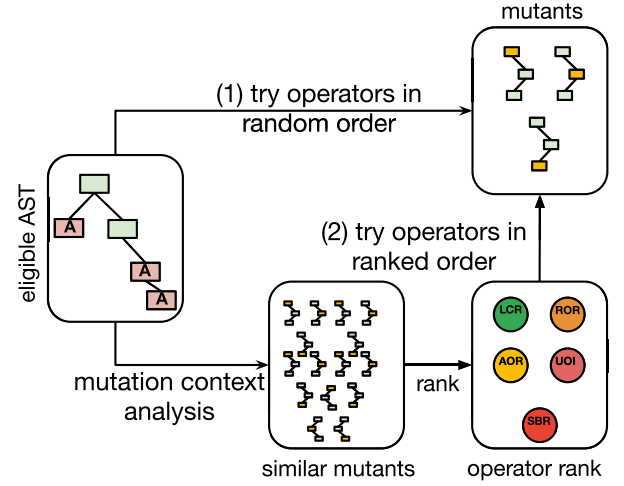 mutants
(1) try operators in
random order
eligible AST
A
A
A
(2) try operators in
ranked order
mutation context
analysis
similar mutants
rank
LCR
ROR
AOR
UOI
SBR
operator rank